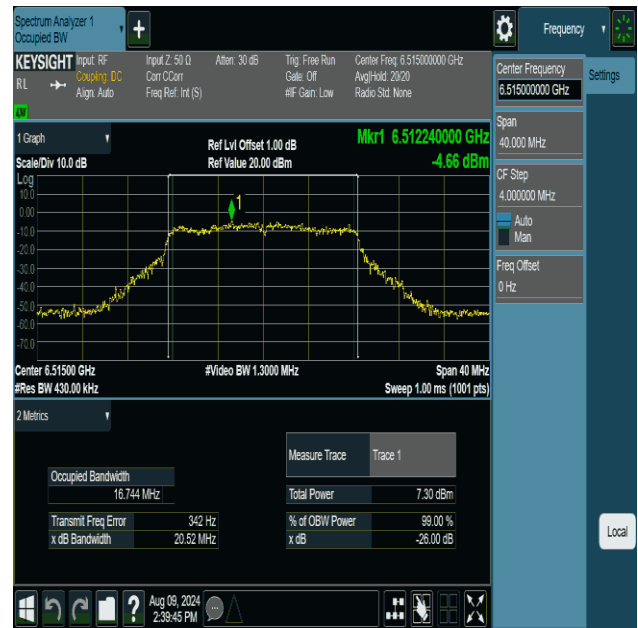 Spectrum Analyzer 1
Occupied BW
Frequency
KEYSIGHT
RL
Input: RF
Coupling: DC
Align: Auto
Input Z: 50 Ω
Corr CCorr
Freq Ref: Int (S)
Atten: 30 dB
Trig: Free Run
Gate: Off
#IF Gain: Low
Center Freq: 6.515000000 GHz
Avg|Hold: 20/20
Radio Std: None
Center Frequency
6.515000000 GHz
Settings
Span
40.000 MHz
CF Step
4.000000 MHz
Auto
Man
Freq Offset
0 Hz
Local
1 Graph
Scale/Div 10.0 dB
Ref Lvl Offset 1.00 dB
Ref Value 20.00 dBm
Mkr1 6.512240000 GHz
-4.66 dBm
Log
10.0
0.00
-10.0
-20.0
-30.0
-40.0
-50.0
-60.0
-70.0
1
Center 6.51500 GHz
#Res BW 430.00 kHz
#Video BW 1.3000 MHz
Span 40 MHz
Sweep 1.00 ms (1001 pts)
2 Metrics
Measure Trace Trace 1
Occupied Bandwidth
16.744 MHz
Total Power 7.30 dBm
Transmit Freq Error 342 Hz
% of OBW Power 99.00 %
x dB Bandwidth 20.52 MHz
x dB -26.00 dB
?
Aug 09, 2024
2:39:45 PM